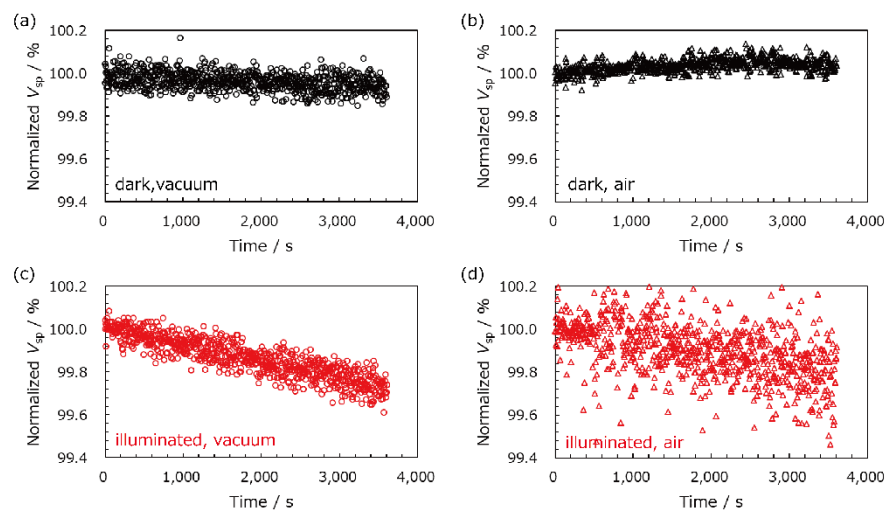 (a)
100.2
100.0
99.8
99.6
99.4
Normalized Vsp / %
dark,vacuum
0
1,000
2,000
3,000
4,000
Time / s
(b)
100.2
100.0
99.8
99.6
99.4
Normalized Vsp / %
dark, air
0
1,000
2,000
3,000
4,000
Time / s
(c)
100.2
100.0
99.8
99.6
99.4
Normalized Vsp / %
illuminated, vacuum
0
1,000
2,000
3,000
4,000
Time / s
(d)
100.2
100.0
99.8
99.6
99.4
Normalized Vsp / %
illuminated, air
0
1,000
2,000
3,000
4,000
Time / s